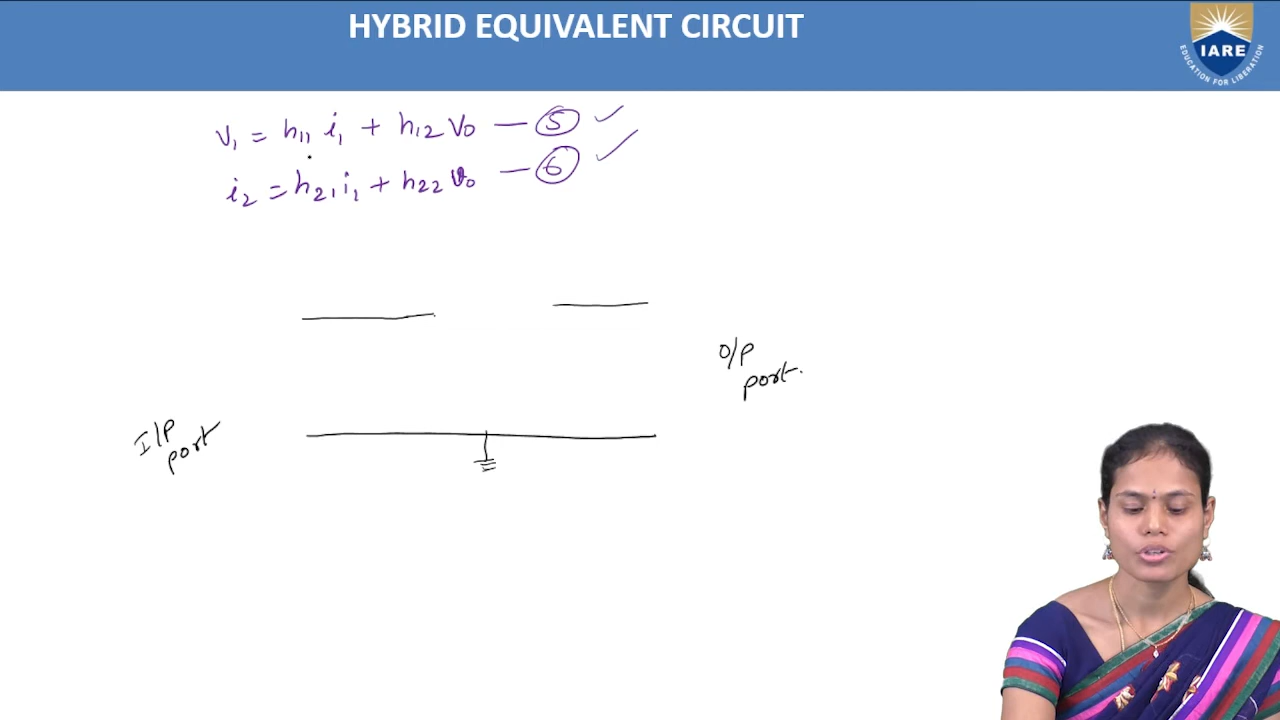 HYBRID EQUIVALENT CIRCUIT
IARE
EDUCATION FOR LIBERATION
v₁ = h₁₁ i₁ + h₁₂ v₀ — ⑤ ✓
i₂ = h₂₁ i₁ + h₂₂ v₀ — ⑥ ✓
O/P
port.
I/P
port